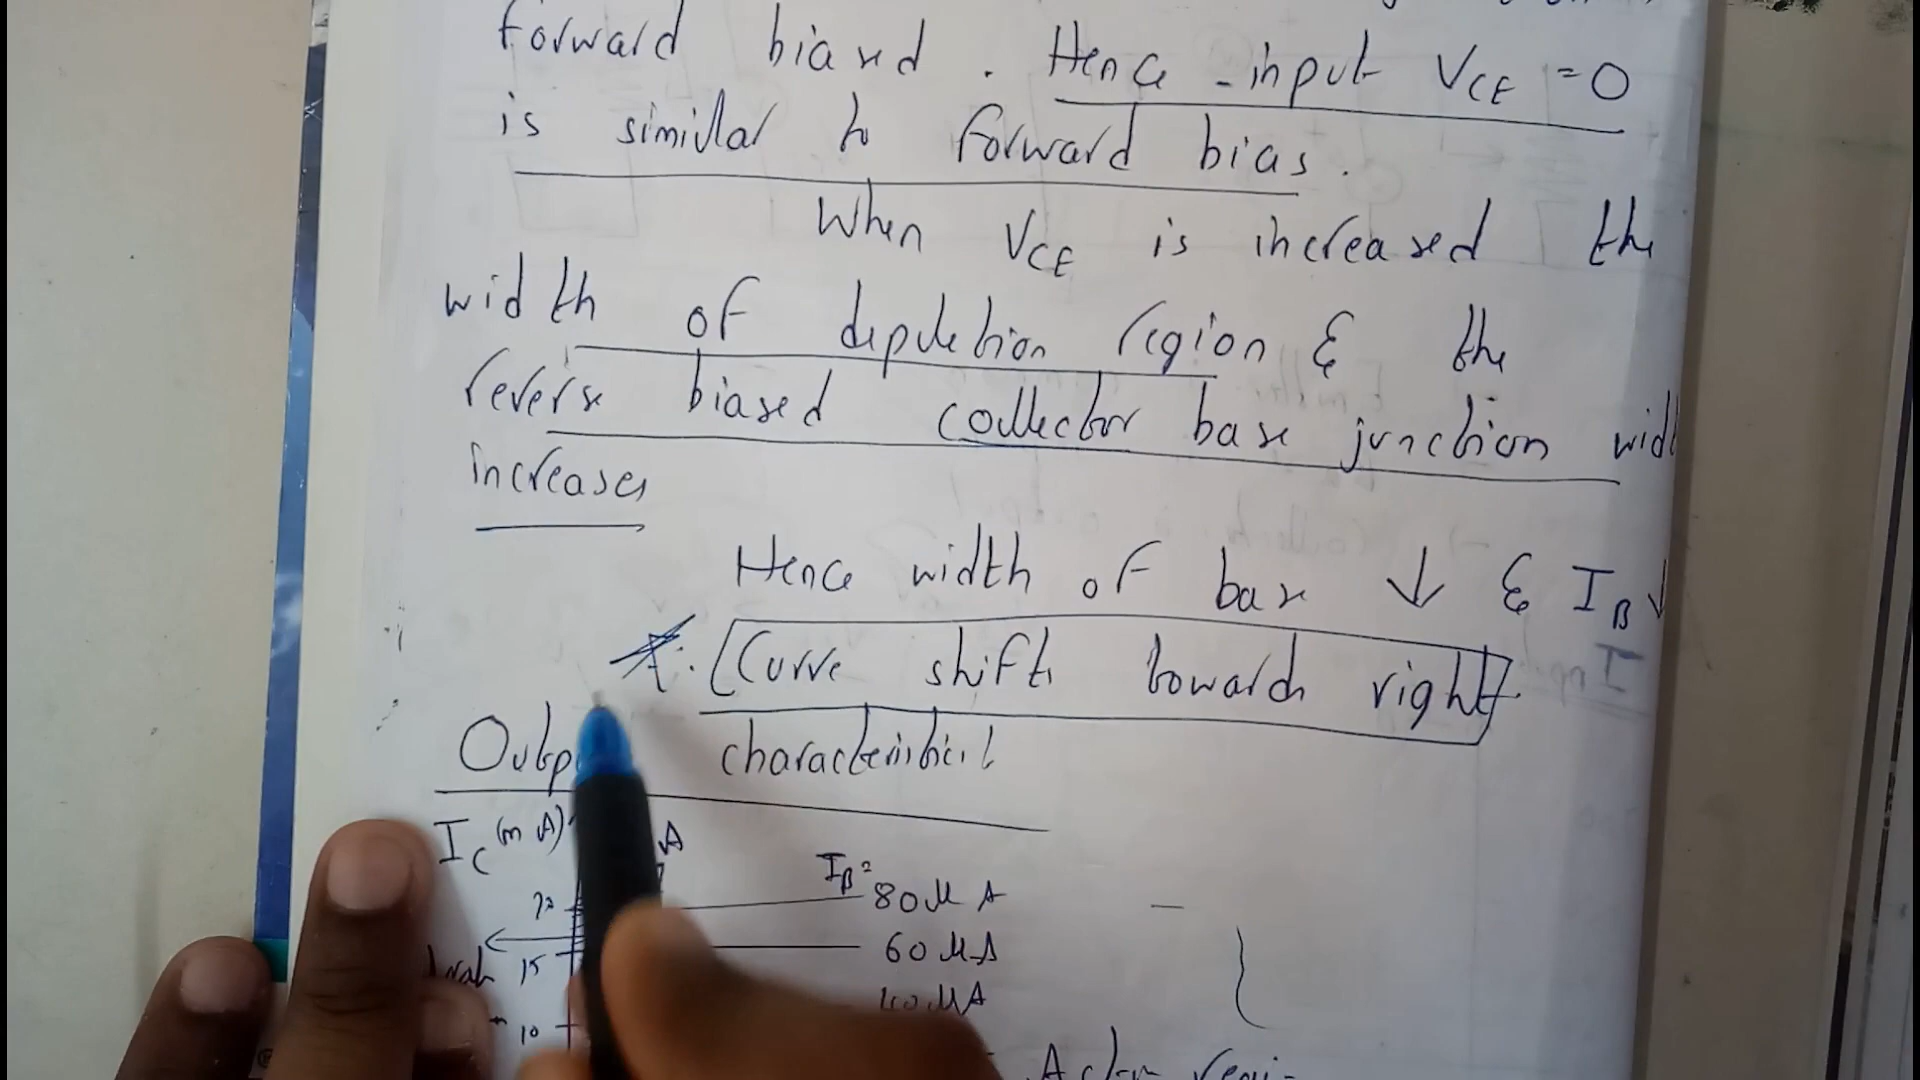 forward biased. Hence input VCE = 0
is similar to forward bias.
When VCE is increased the
width of depletion region & the
reverse biased collector base junction
increases
Hence width of base ↓ & IB ↓
∴ Curve shifts towards right
characteristics
IC (mA)
IB =
80 μA
60 μA
15
40 μA
10